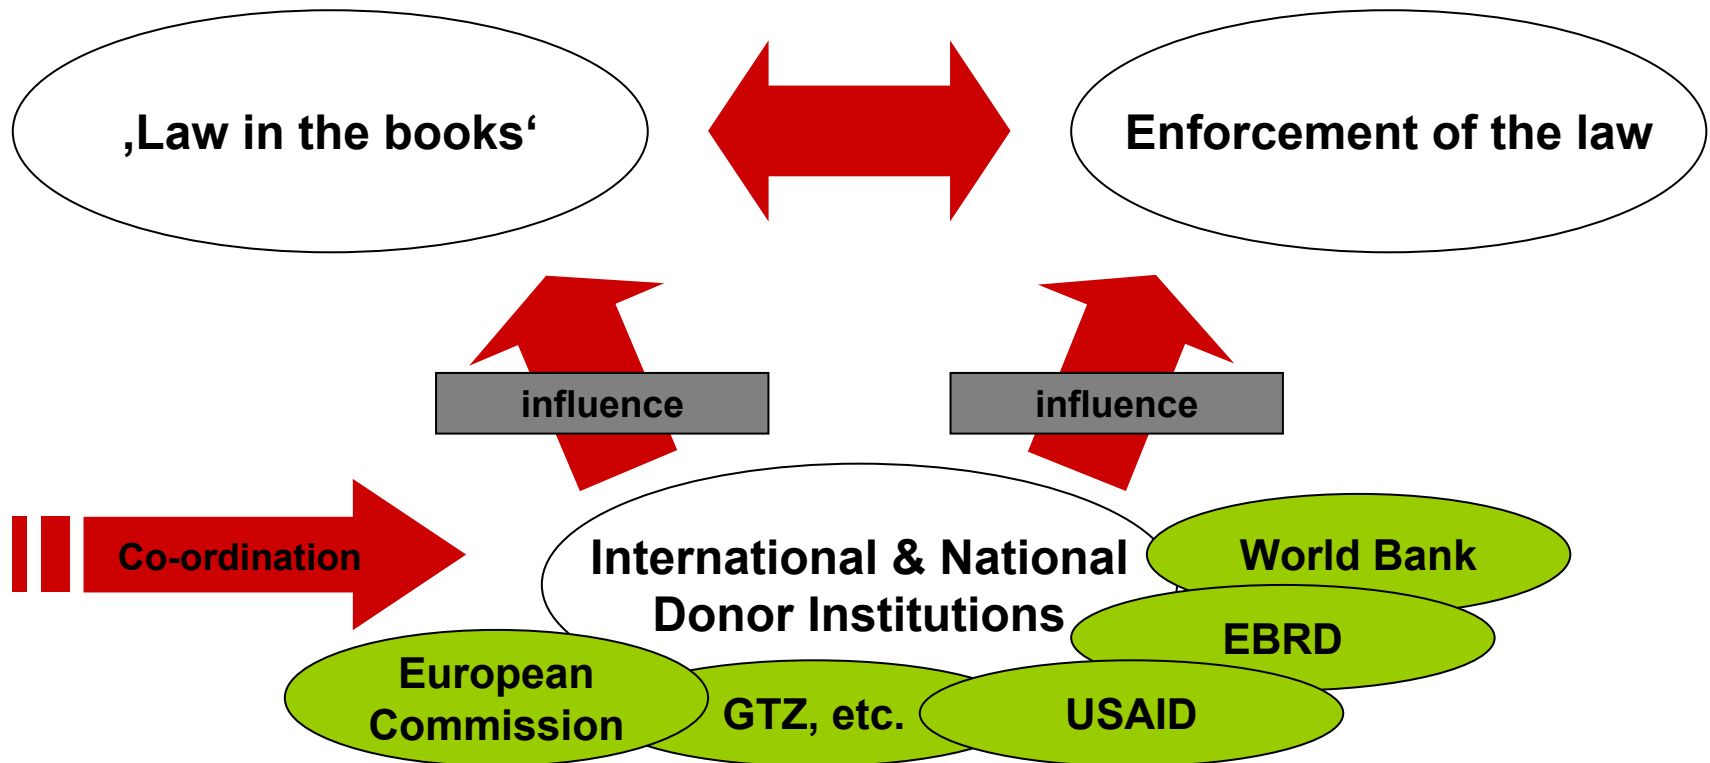 ‚Law in the books‘
Enforcement of the law
influence
influence
Co-ordination
International & National
Donor Institutions
World Bank
EBRD
European
Commission
GTZ, etc.
USAID